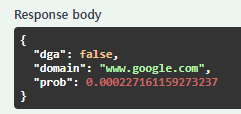 Response body
{
"dga": false,
"domain": "www.google.com",
"prob": 0.000227161159273237
}